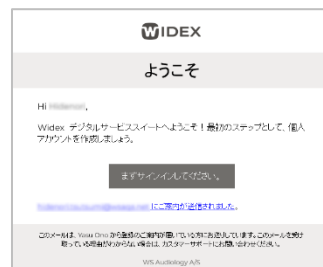 WIDEX
ようこそ
Hi
Widex デジタルサービススイートへようこそ！最初のステップとして、個人
アカウントを作成しましょう。
まずサインインしてください。
にご案内が送信されました。
このメールは、Yasu Ono から登録のご案内が届いている方にお送りしています。このメールを受け
取っている理由がわからない場合は、カスタマーサポートにお問い合わせください。
WS Audiology A/S